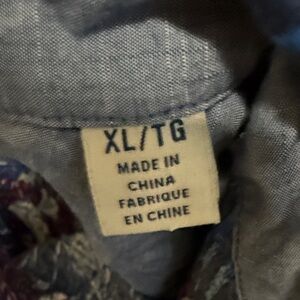 XL/TG
MADE IN
CHINA
FABRIQUE
EN CHINE